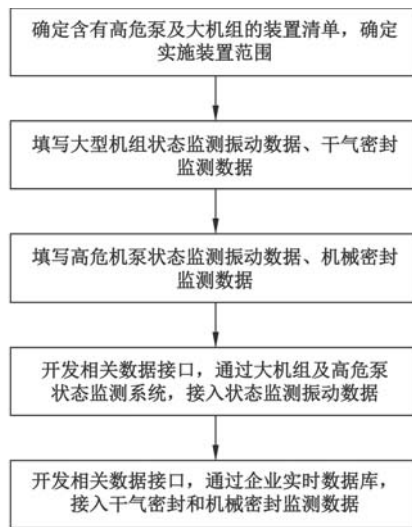 确定含有高危泵及大机组的装置清单，确定
实施装置范围
填写大型机组状态监测振动数据、干气密封
监测数据
填写高危机泵状态监测振动数据、机械密封
监测数据
开发相关数据接口，通过大机组及高危泵
状态监测系统，接入状态监测振动数据
开发相关数据接口，通过企业实时数据库，
接入干气密封和机械密封监测数据